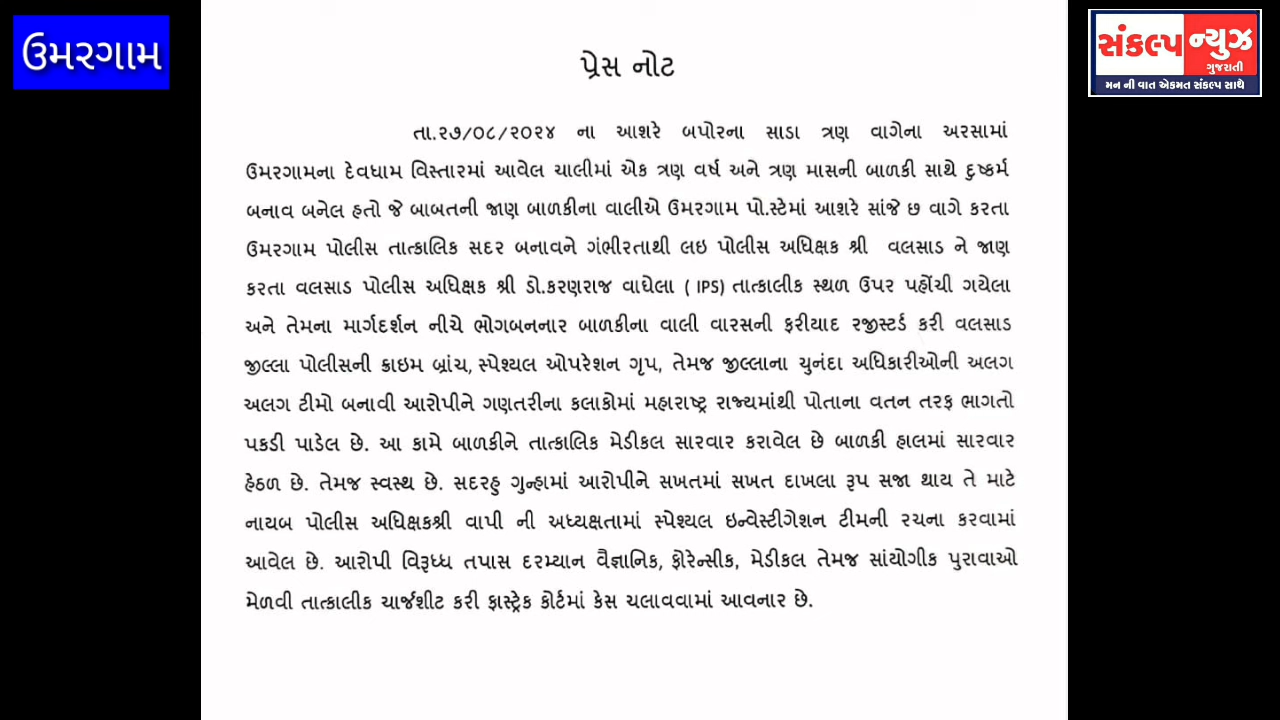 ઉમરગામ
સંકલ્પ ન્યુઝ
ગુજરાતી
મન ની વાત એકમત સંકલ્પ સાથે
પ્રેસ નોટ
તા.૨૭/૦૮/૨૦૨૪ ના આશરે બપોરના સાડા ત્રણ વાગેના અરસામાં
ઉમરગામના દેવધામ વિસ્તારમાં આવેલ ચાલીમાં એક ત્રણ વર્ષ અને ત્રણ માસની બાળકી સાથે દુષ્કર્મ
બનાવ બનેલ હતો જે બાબતની જાણ બાળકીના વાલીએ ઉમરગામ પો.સ્ટેમાં આશરે સાંજે છ વાગે કરતા
ઉમરગામ પોલીસ તાત્કાલિક સદર બનાવને ગંભીરતાથી લઇ પોલીસ અધિક્ષક શ્રી વલસાડ ને જાણ
કરતા વલસાડ પોલીસ અધિક્ષક શ્રી ડો.કરણરાજ વાઘેલા ( IPS) તાત્કાલીક સ્થળ ઉપર પહોંચી ગયેલા
અને તેમના માર્ગદર્શન નીચે ભોગબનનાર બાળકીના વાલી વારસની ફરીયાદ રજીસ્ટર્ડ કરી વલસાડ
જીલ્લા પોલીસની ક્રાઇમ બ્રાંચ, સ્પેશ્યલ ઓપરેશન ગૃપ, તેમજ જીલ્લાના ચુનંદા અધિકારીઓની અલગ
અલગ ટીમો બનાવી આરોપીને ગણતરીના કલાકોમાં મહારાષ્ટ્ર રાજ્યમાંથી પોતાના વતન તરફ ભાગતો
પકડી પાડેલ છે. આ કામે બાળકીને તાત્કાલિક મેડીકલ સારવાર કરાવેલ છે બાળકી હાલમાં સારવાર
હેઠળ છે. તેમજ સ્વસ્થ છે. સદરહુ ગુન્હામાં આરોપીને સખતમાં સખત દાખલા રૂપ સજા થાય તે માટે
નાયબ પોલીસ અધિક્ષકશ્રી વાપી ની અધ્યક્ષતામાં સ્પેશ્યલ ઇન્વેસ્ટીગેશન ટીમની રચના કરવામાં
આવેલ છે. આરોપી વિરૂધ્ધ તપાસ દરમ્યાન વૈજ્ઞાનિક, ફોરેન્સીક, મેડીકલ તેમજ સાંયોગીક પુરાવાઓ
મેળવી તાત્કાલીક ચાર્જશીટ કરી ફાસ્ટ્રેક કોર્ટમાં કેસ ચલાવવામાં આવનાર છે.